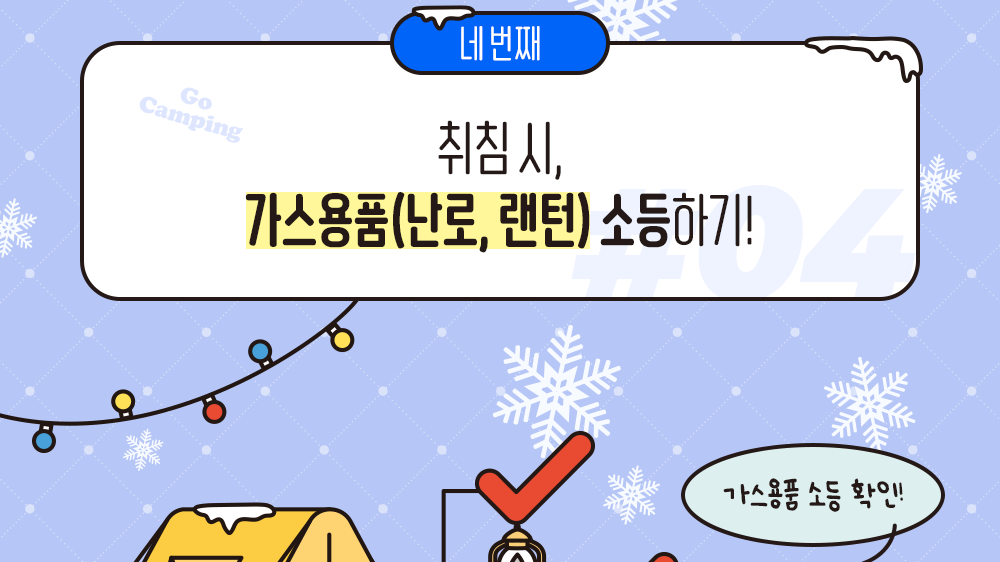 네 번째
Go
Camping
취침 시,
가스용품(난로, 랜턴) 소등하기!
#04
가스용품 소등 확인!